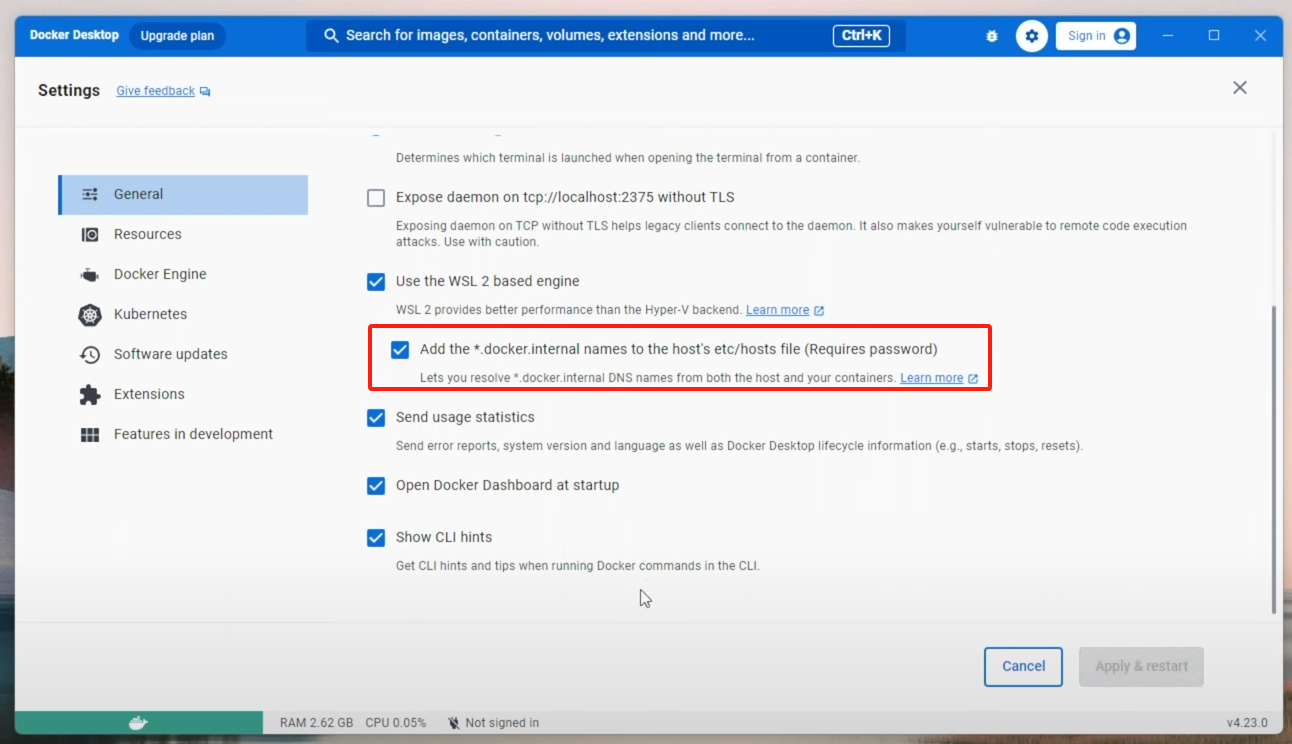 Docker Desktop
Upgrade plan
Search for images, containers, volumes, extensions and more...
Ctrl+K
Sign in
Settings
Give feedback
General
Resources
Docker Engine
Kubernetes
Software updates
Extensions
Features in development
Determines which terminal is launched when opening the terminal from a container.
Expose daemon on tcp://localhost:2375 without TLS
Exposing daemon on TCP without TLS helps legacy clients connect to the daemon. It also makes yourself vulnerable to remote code execution
attacks. Use with caution.
Use the WSL 2 based engine
WSL 2 provides better performance than the Hyper-V backend. Learn more
Add the *.docker.internal names to the host's etc/hosts file (Requires password)
Lets you resolve *.docker.internal DNS names from both the host and your containers. Learn more
Send usage statistics
Send error reports, system version and language as well as Docker Desktop lifecycle information (e.g., starts, stops, resets).
Open Docker Dashboard at startup
Show CLI hints
Get CLI hints and tips when running Docker commands in the CLI.
Cancel
Apply & restart
RAM 2.62 GB CPU 0.05% Not signed in
v4.23.0